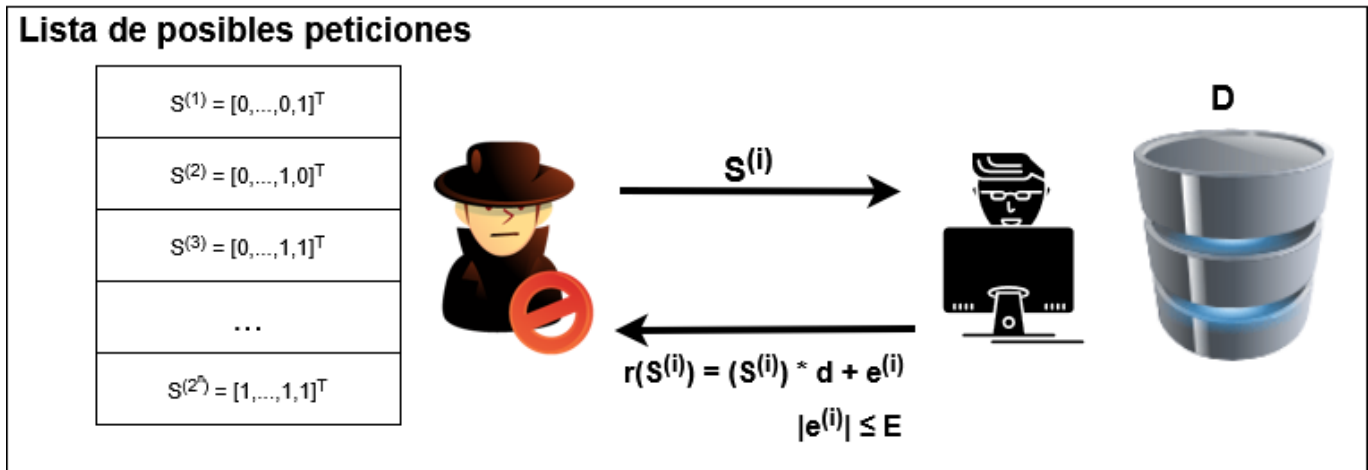 Lista de posibles peticiones
S⁽¹⁾ = [0,...,0,1]ᵀ
S⁽²⁾ = [0,...,1,0]ᵀ
S⁽³⁾ = [0,...,1,1]ᵀ
...
S^(2ⁿ) = [1,...,1,1]ᵀ
S⁽ⁱ⁾
r(S⁽ⁱ⁾) = (S⁽ⁱ⁾) * d + e⁽ⁱ⁾
|e⁽ⁱ⁾| ≤ E
D